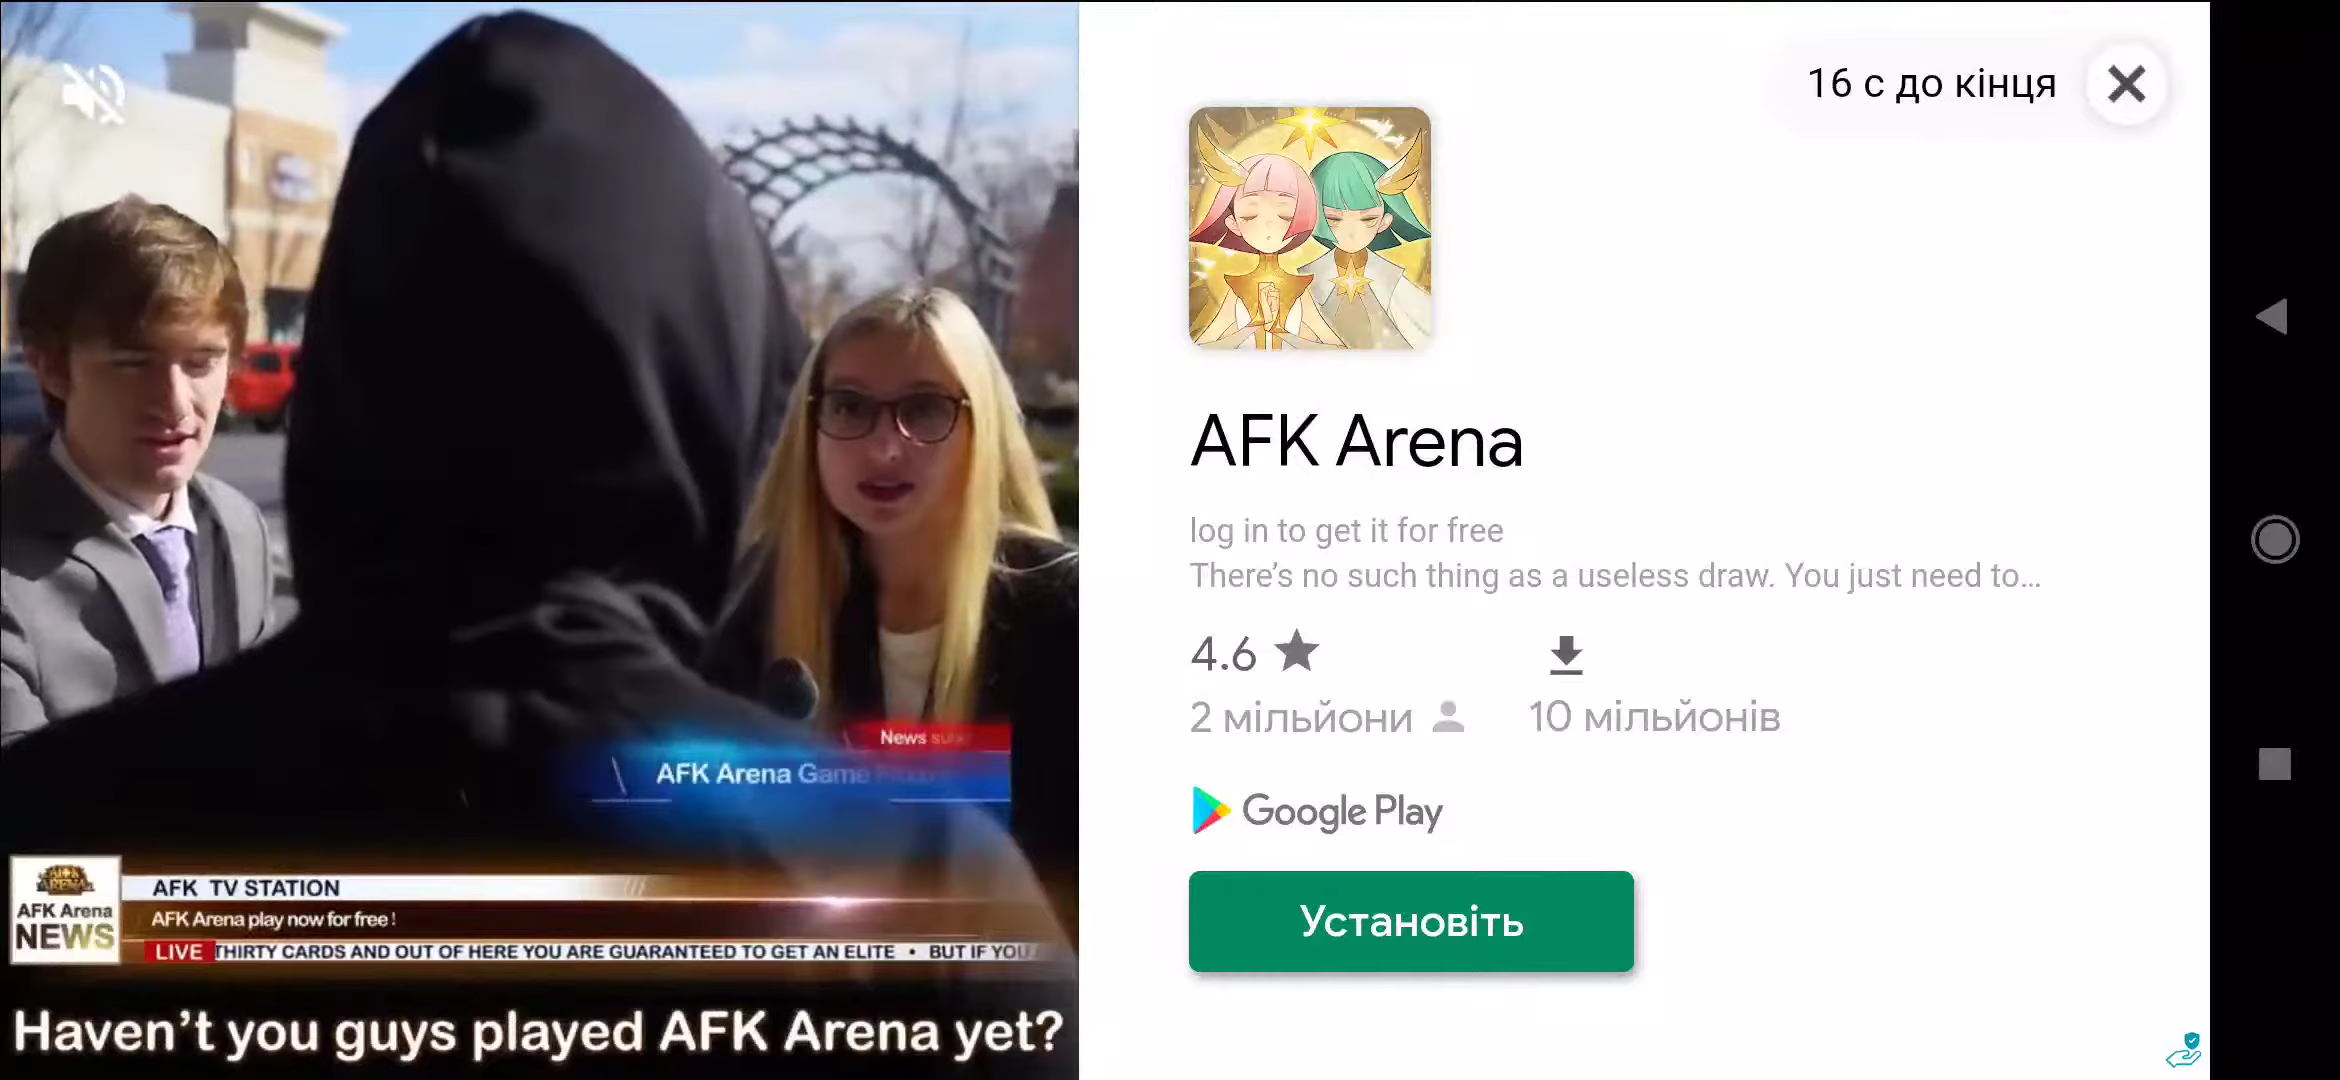 16 с до кінця
AFK Arena
log in to get it for free
There's no such thing as a useless draw. You just need to...
4.6
2 мільйони
10 мільйонів
Google Play
Установіть
News
AFK Arena Game
AFK ARENA
AFK Arena
NEWS
AFK TV STATION
AFK Arena play now for free!
LIVE THIRTY CARDS AND OUT OF HERE YOU ARE GUARANTEED TO GET AN ELITE • BUT IF YOU
Haven't you guys played AFK Arena yet?